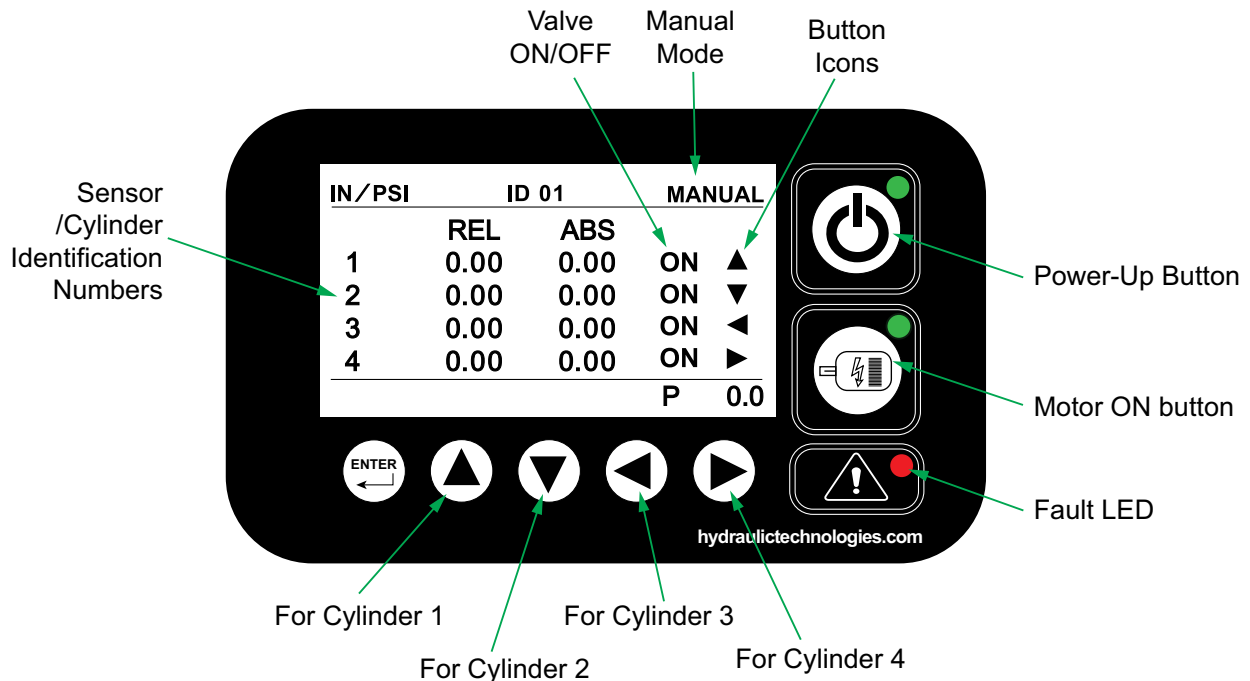 Valve
ON/OFF
Manual
Mode
Button
Icons
Sensor
/Cylinder
Identification
Numbers
IN/PSI ID 01 MANUAL
REL ABS
1 0.00 0.00 ON ▲
2 0.00 0.00 ON ▼
3 0.00 0.00 ON ◀
4 0.00 0.00 ON ▶
P 0.0
Power-Up Button
Motor ON button
Fault LED
ENTER
hydraulictechnologies.com
For Cylinder 1
For Cylinder 2
For Cylinder 3
For Cylinder 4